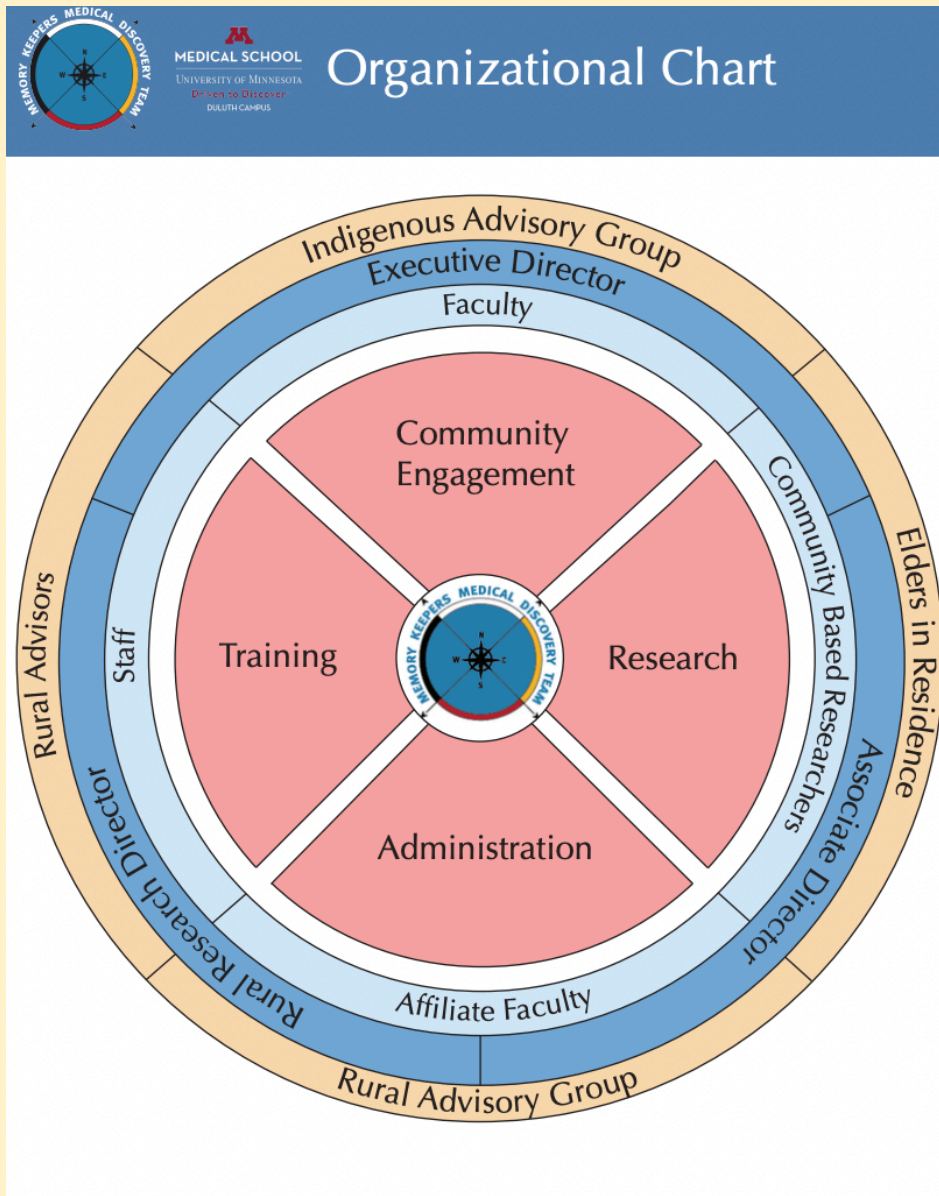 MEMORY KEEPERS MEDICAL DISCOVERY TEAM
N
W E
S
MEDICAL SCHOOL
UNIVERSITY OF MINNESOTA
Driven to Discover
DULUTH CAMPUS
Organizational Chart
Indigenous Advisory Group
Executive Director
Faculty
Community
Engagement
Community Based Researchers
Elders in Residence
Associate Director
Rural Advisors
Staff
Rural Research Director
Training
MEMORY KEEPERS MEDICAL DISCOVERY TEAM
N
W E
S
Research
Administration
Affiliate Faculty
Rural Advisory Group